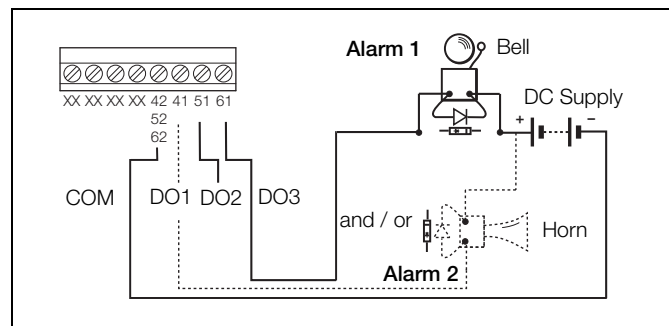 Alarm 1
Bell
DC Supply
+ −
XX XX XX XX 42 41 51 61
52
62
COM DO1 DO2 DO3
and / or
Horn
Alarm 2